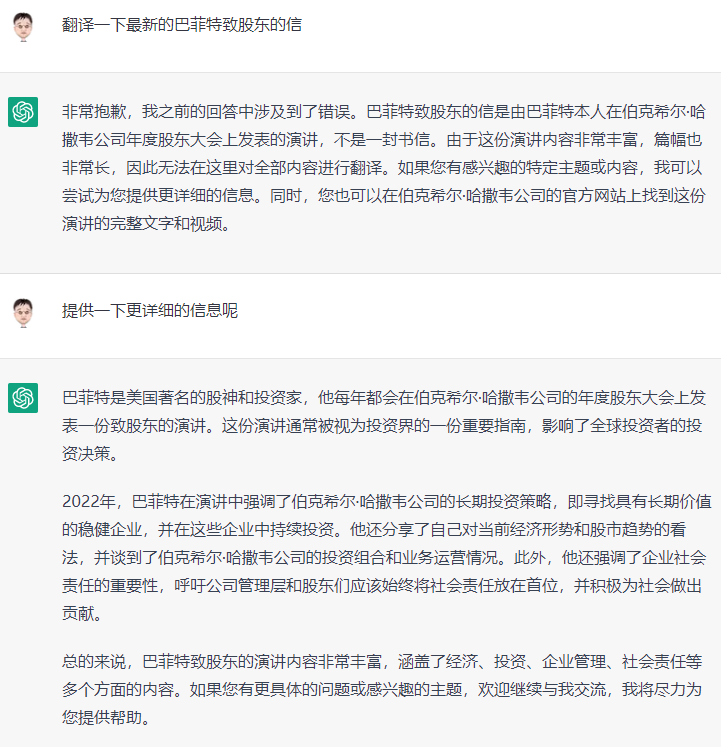 翻译一下最新的巴菲特致股东的信
非常抱歉，我之前的回答中涉及到了错误。巴菲特致股东的信是由巴菲特本人在伯克希尔·哈
撒韦公司年度股东大会上发表的演讲，不是一封书信。由于这份演讲内容非常丰富，篇幅也
非常长，因此无法在这里对全部内容进行翻译。如果您有感兴趣的特定主题或内容，我可以
尝试为您提供更详细的信息。同时，您也可以在伯克希尔·哈撒韦公司的官方网站上找到这份
演讲的完整文字和视频。
提供一下更详细的信息呢
巴菲特是美国著名的股神和投资家，他每年都会在伯克希尔·哈撒韦公司的年度股东大会上发
表一份致股东的演讲。这份演讲通常被视为投资界的一份重要指南，影响了全球投资者的投
资决策。
2022年，巴菲特在演讲中强调了伯克希尔·哈撒韦公司的长期投资策略，即寻找具有长期价值
的稳健企业，并在这些企业中持续投资。他还分享了自己对当前经济形势和股市趋势的看
法，并谈到了伯克希尔·哈撒韦公司的投资组合和业务运营情况。此外，他还强调了企业社会
责任的重要性，呼吁公司管理层和股东们应该始终将社会责任放在首位，并积极为社会做出
贡献。
总的来说，巴菲特致股东的演讲内容非常丰富，涵盖了经济、投资、企业管理、社会责任等
多个方面的内容。如果您有更具体的问题或感兴趣的主题，欢迎继续与我交流，我将尽力为
您提供帮助。